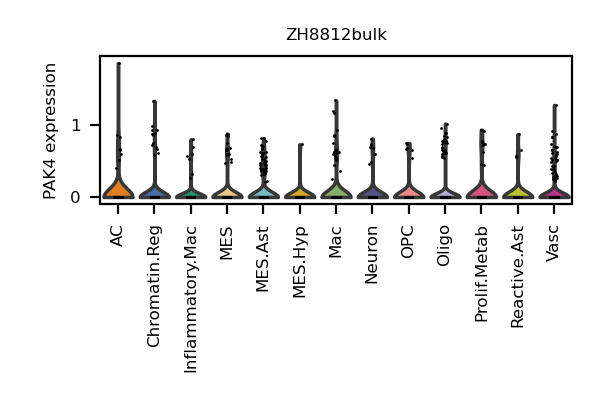 ZH8812bulk
PAK4 expression
1
0
AC
Chromatin.Reg
Inflammatory.Mac
MES
MES.Ast
MES.Hyp
Mac
Neuron
OPC
Oligo
Prolif.Metab
Reactive.Ast
Vasc